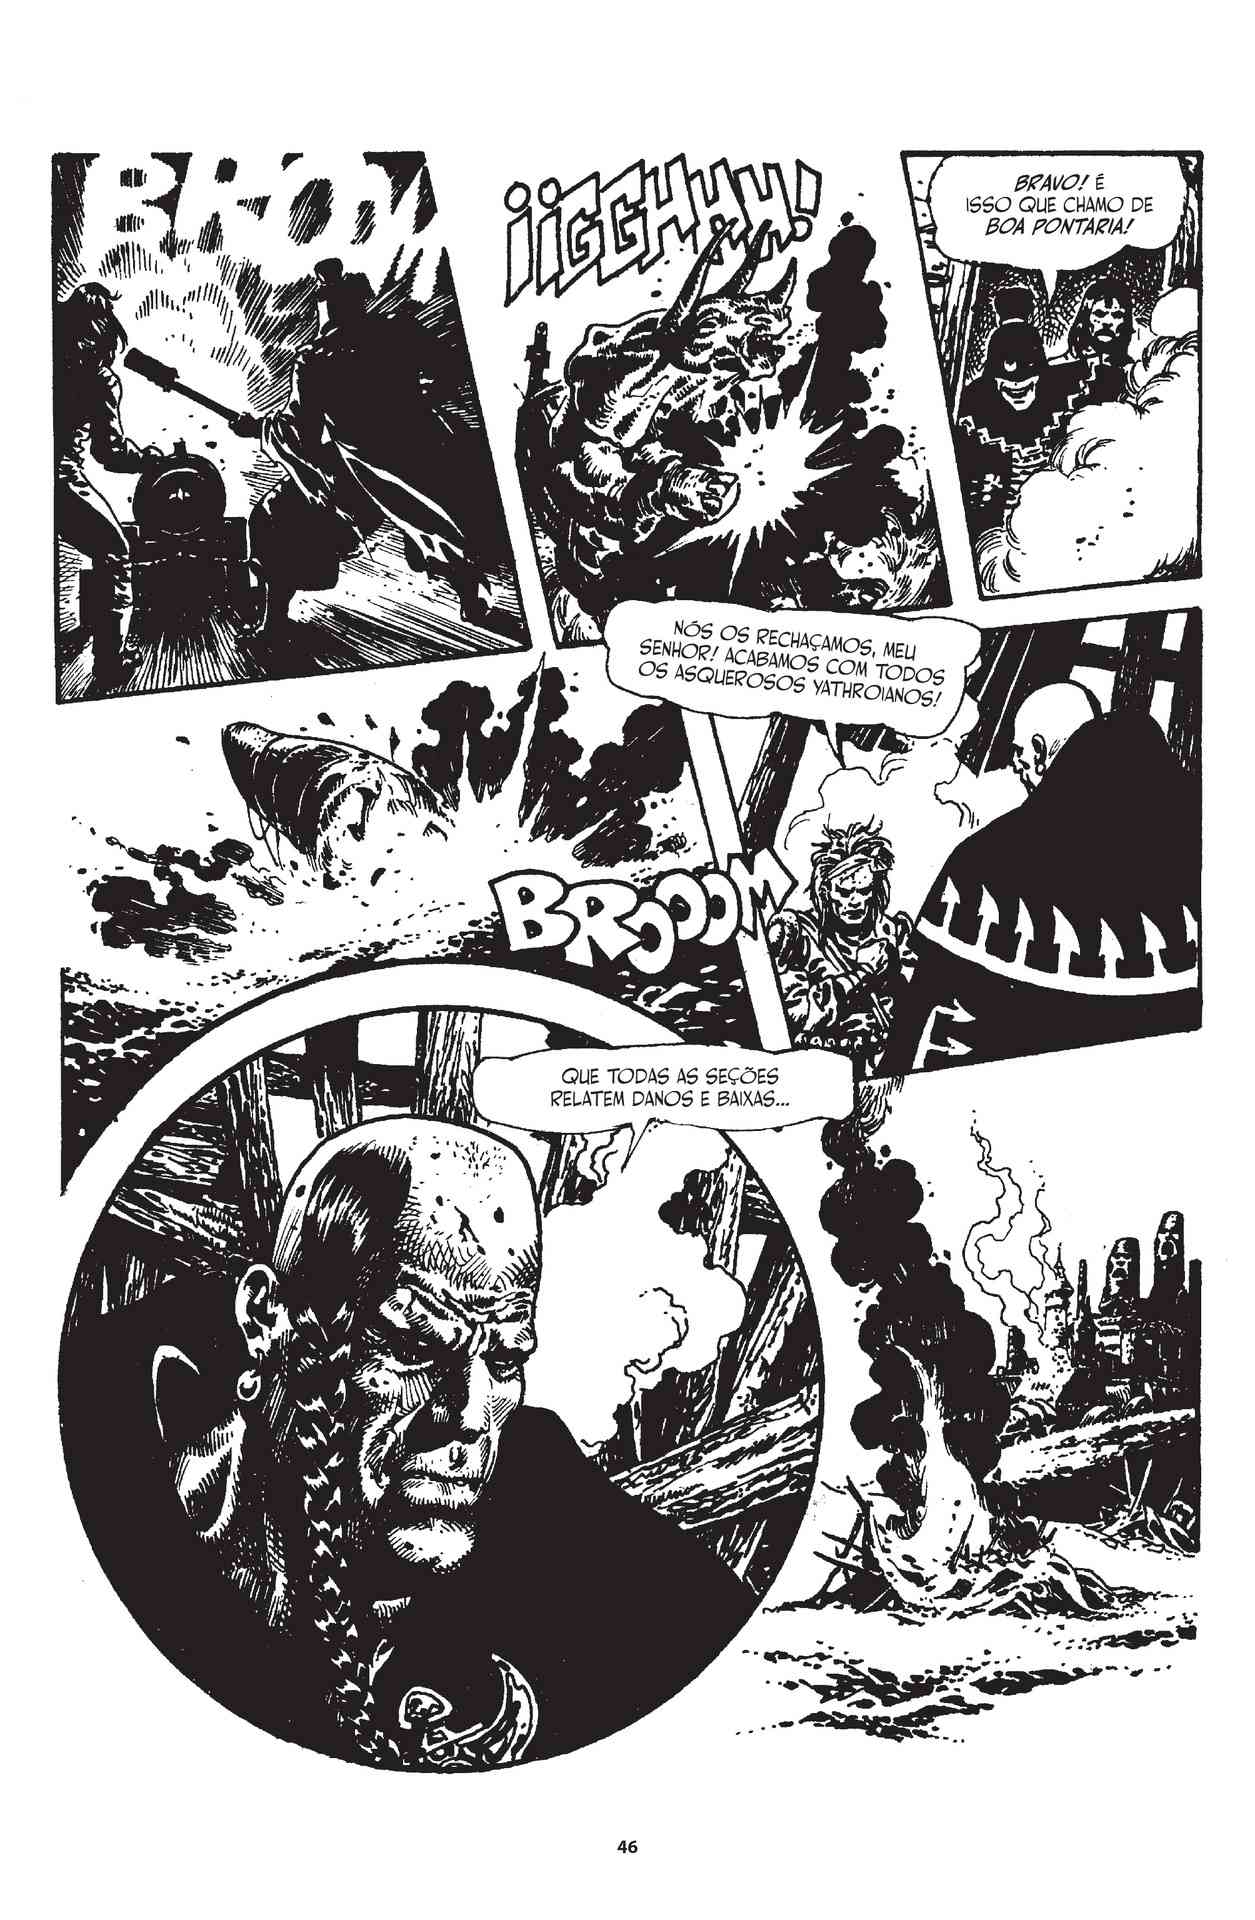 BROOM
¡IGGHHHH!
BRAVO! É
ISSO QUE CHAMO DE
BOA PONTARIA!
NÓS OS RECHAÇAMOS, MEU
SENHOR! ACABAMOS COM TODOS
OS ASQUEROSOS YATHROIANOS!
BROOOM
QUE TODAS AS SEÇÕES
RELATEM DANOS E BAIXAS...
46